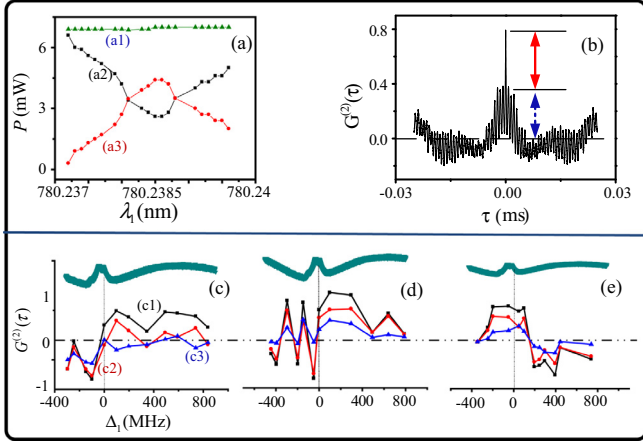 (a1)
(a)
(a2)
(a3)
6
3
0
P (mW)
780.237
780.2385
780.24
λ₁(nm)
(b)
0.8
0.4
0.0
G⁽²⁾(τ)
-0.03
0.00
0.03
τ (ms)
(c)
(c1)
(c2)
(c3)
1
0
-1
G⁽²⁾(τ)
-400
0
400
800
Δ₁(MHz)
(d)
-400
0
400
800
(e)
-400
0
400
800